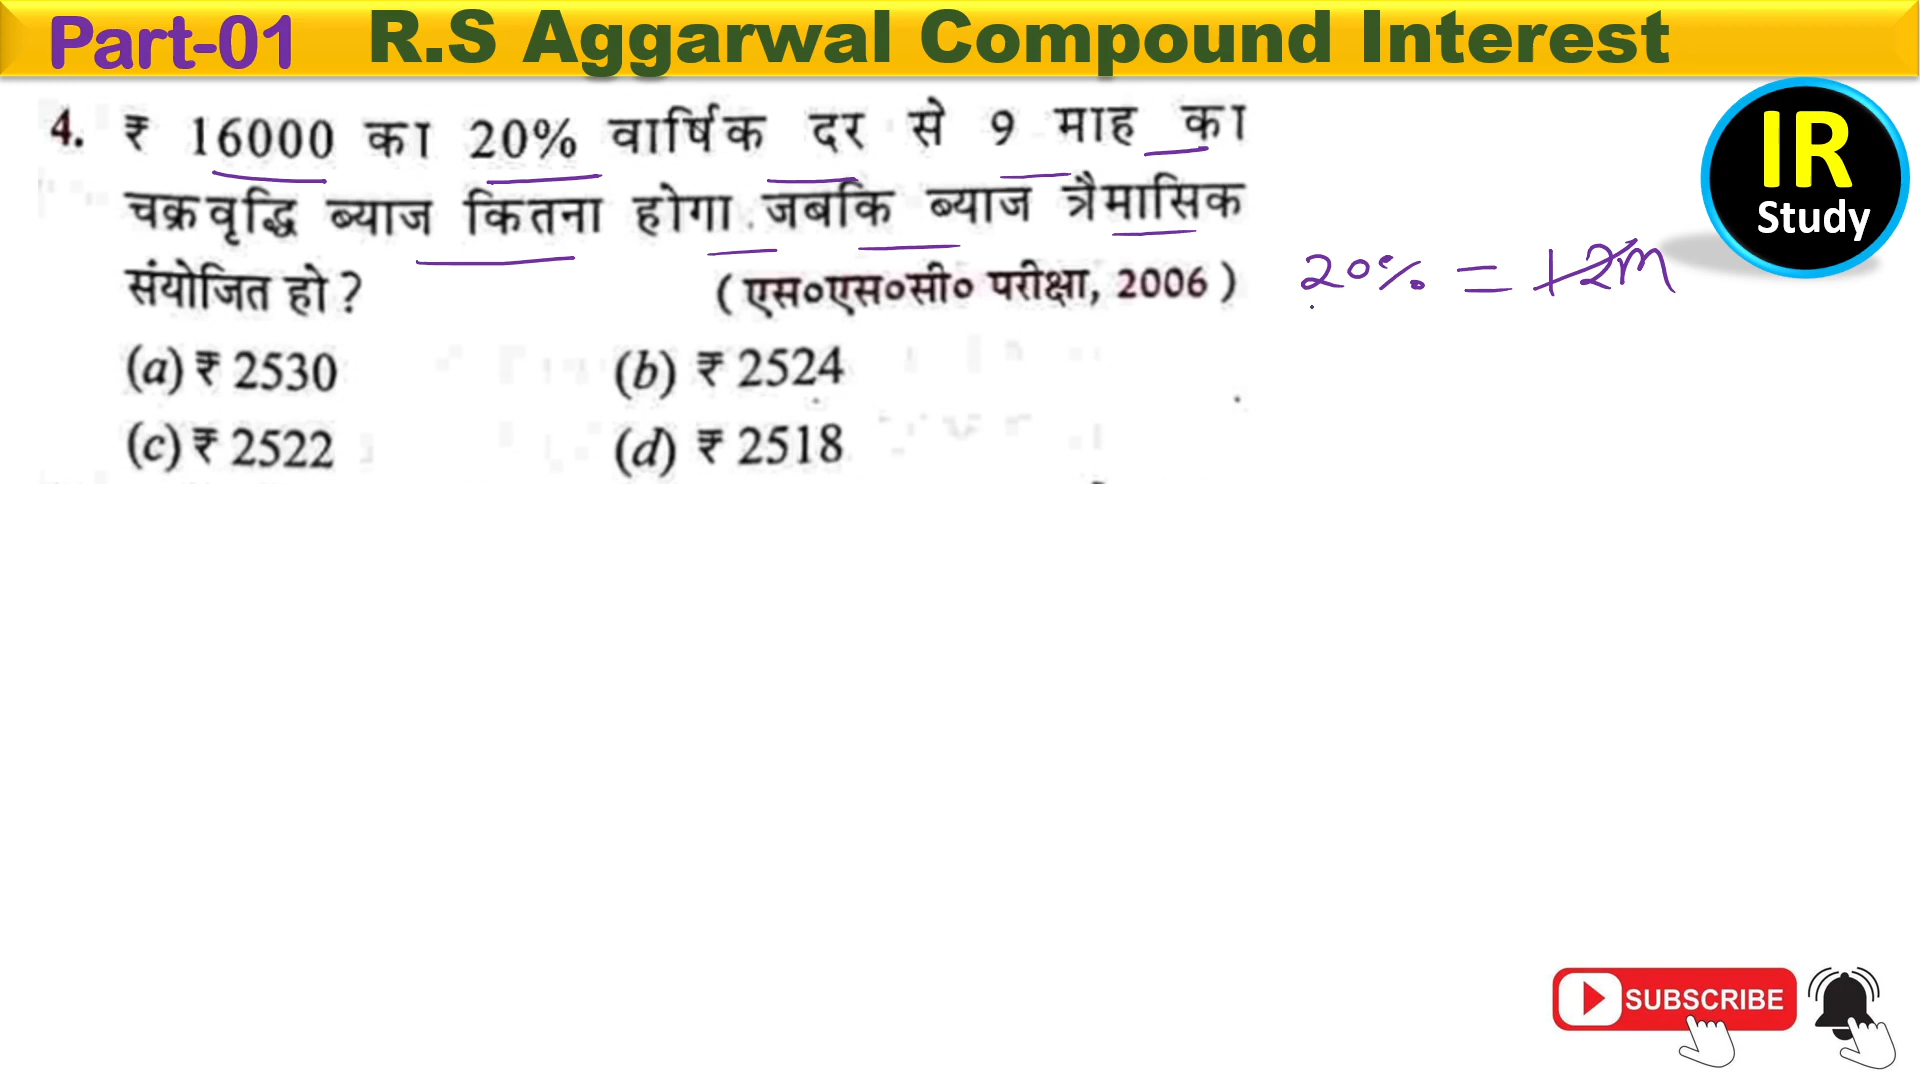 Part-01 R.S Aggarwal Compound Interest
IR
Study
4. ₹ 16000 का 20% वार्षिक दर से 9 माह का
चक्रवृद्धि ब्याज कितना होगा जबकि ब्याज त्रैमासिक
संयोजित हो ?
( एस०एस०सी० परीक्षा, 2006 )
20% = 12m
(a) ₹ 2530 (b) ₹ 2524
(c) ₹ 2522 (d) ₹ 2518
SUBSCRIBE